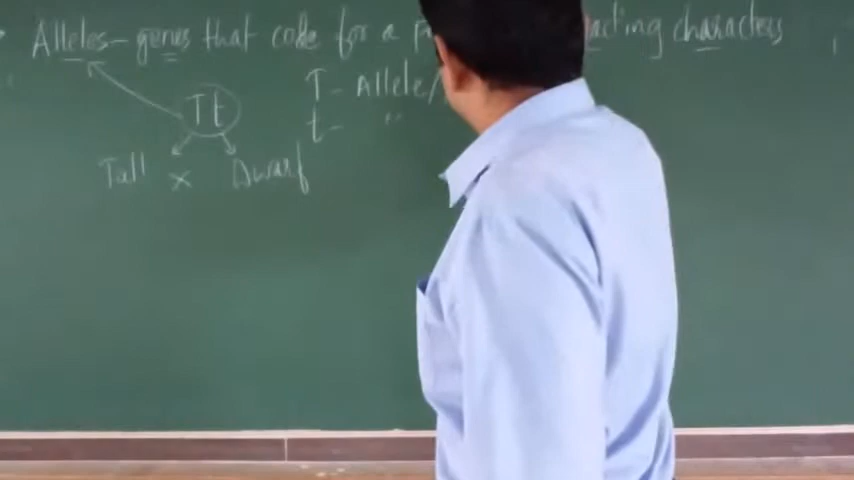 Alleles - genes that code for a acting characters
Tt
T - Allele/
t - "
Tall x Dwarf